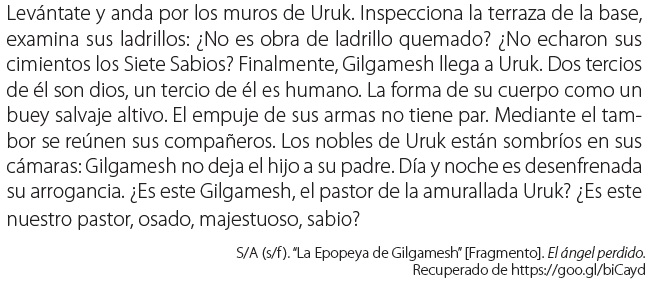 Levántate y anda por los muros de Uruk. Inspecciona la terraza de la base,
examina sus ladrillos: ¿No es obra de ladrillo quemado? ¿No echaron sus
cimientos los Siete Sabios? Finalmente, Gilgamesh llega a Uruk. Dos tercios
de él son dios, un tercio de él es humano. La forma de su cuerpo como un
buey salvaje altivo. El empuje de sus armas no tiene par. Mediante el tam-
bor se reúnen sus compañeros. Los nobles de Uruk están sombríos en sus
cámaras: Gilgamesh no deja el hijo a su padre. Día y noche es desenfrenada
su arrogancia. ¿Es este Gilgamesh, el pastor de la amurallada Uruk? ¿Es este
nuestro pastor, osado, majestuoso, sabio?
S/A (s/f). “La Epopeya de Gilgamesh” [Fragmento]. El ángel perdido.
Recuperado de https://goo.gl/biCayd